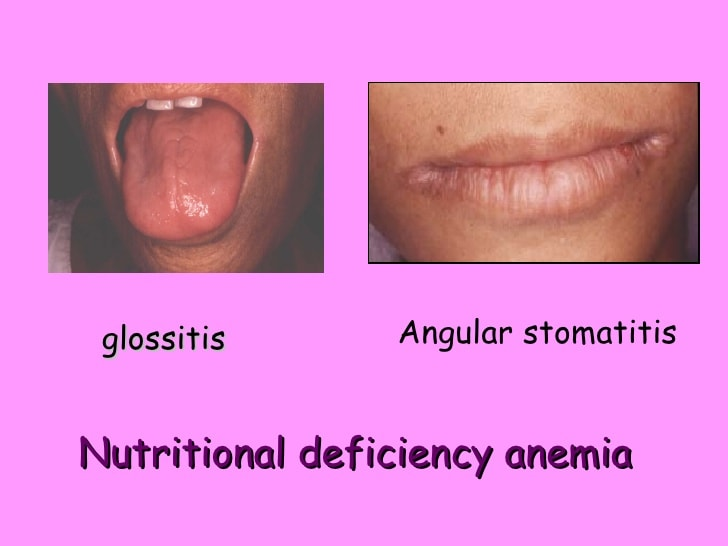 glossitis
Angular stomatitis
Nutritional deficiency anemia